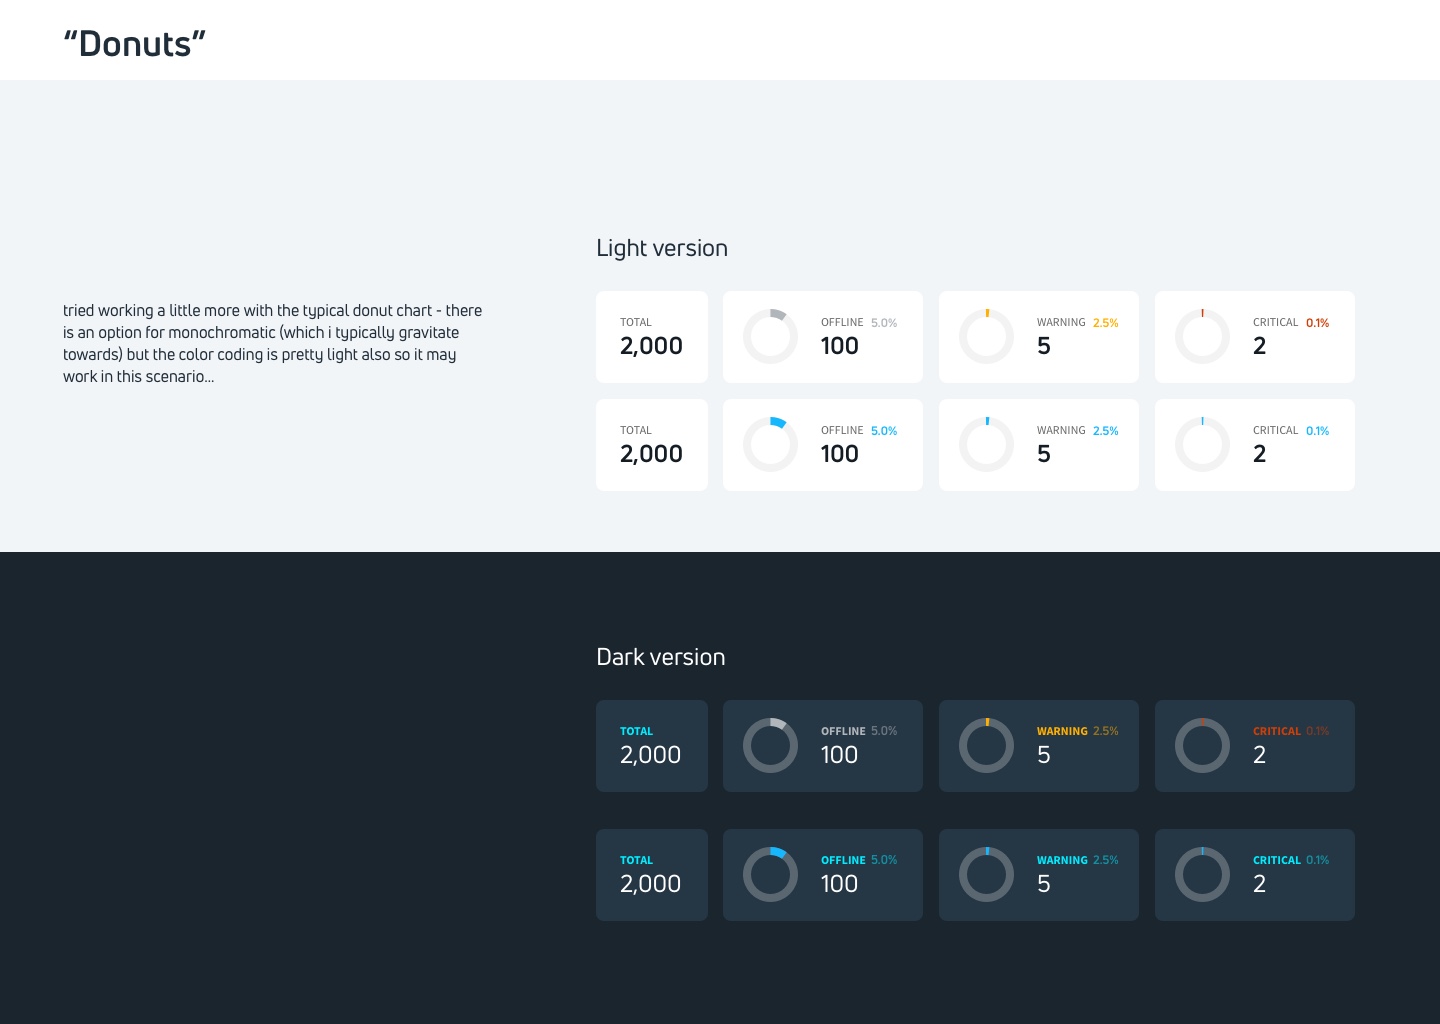 “Donuts”
Light version
tried working a little more with the typical donut chart - there
is an option for monochromatic (which i typically gravitate
towards) but the color coding is pretty light also so it may
work in this scenario...
TOTAL
2,000
OFFLINE 5.0%
100
WARNING 2.5%
5
CRITICAL 0.1%
2
TOTAL
2,000
OFFLINE 5.0%
100
WARNING 2.5%
5
CRITICAL 0.1%
2
Dark version
TOTAL
2,000
OFFLINE 5.0%
100
WARNING 2.5%
5
CRITICAL 0.1%
2
TOTAL
2,000
OFFLINE 5.0%
100
WARNING 2.5%
5
CRITICAL 0.1%
2